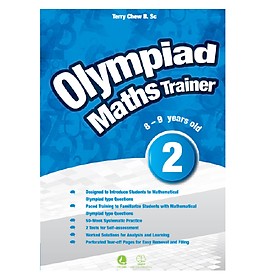 Terry Chew B. Sc
Olympiad
Maths Trainer
8 - 9 years old
2
Designed to Introduce Students to Mathematical
Olympiad type Questions
Paced Training to Familiarise Students with Mathematical
Olympiad type Questions
50-Week Systematic Practice
3 Tests for Self-assessment
Worked Solutions for Analysis and Learning
Perforated Tear-off Pages for Easy Removal and Filing